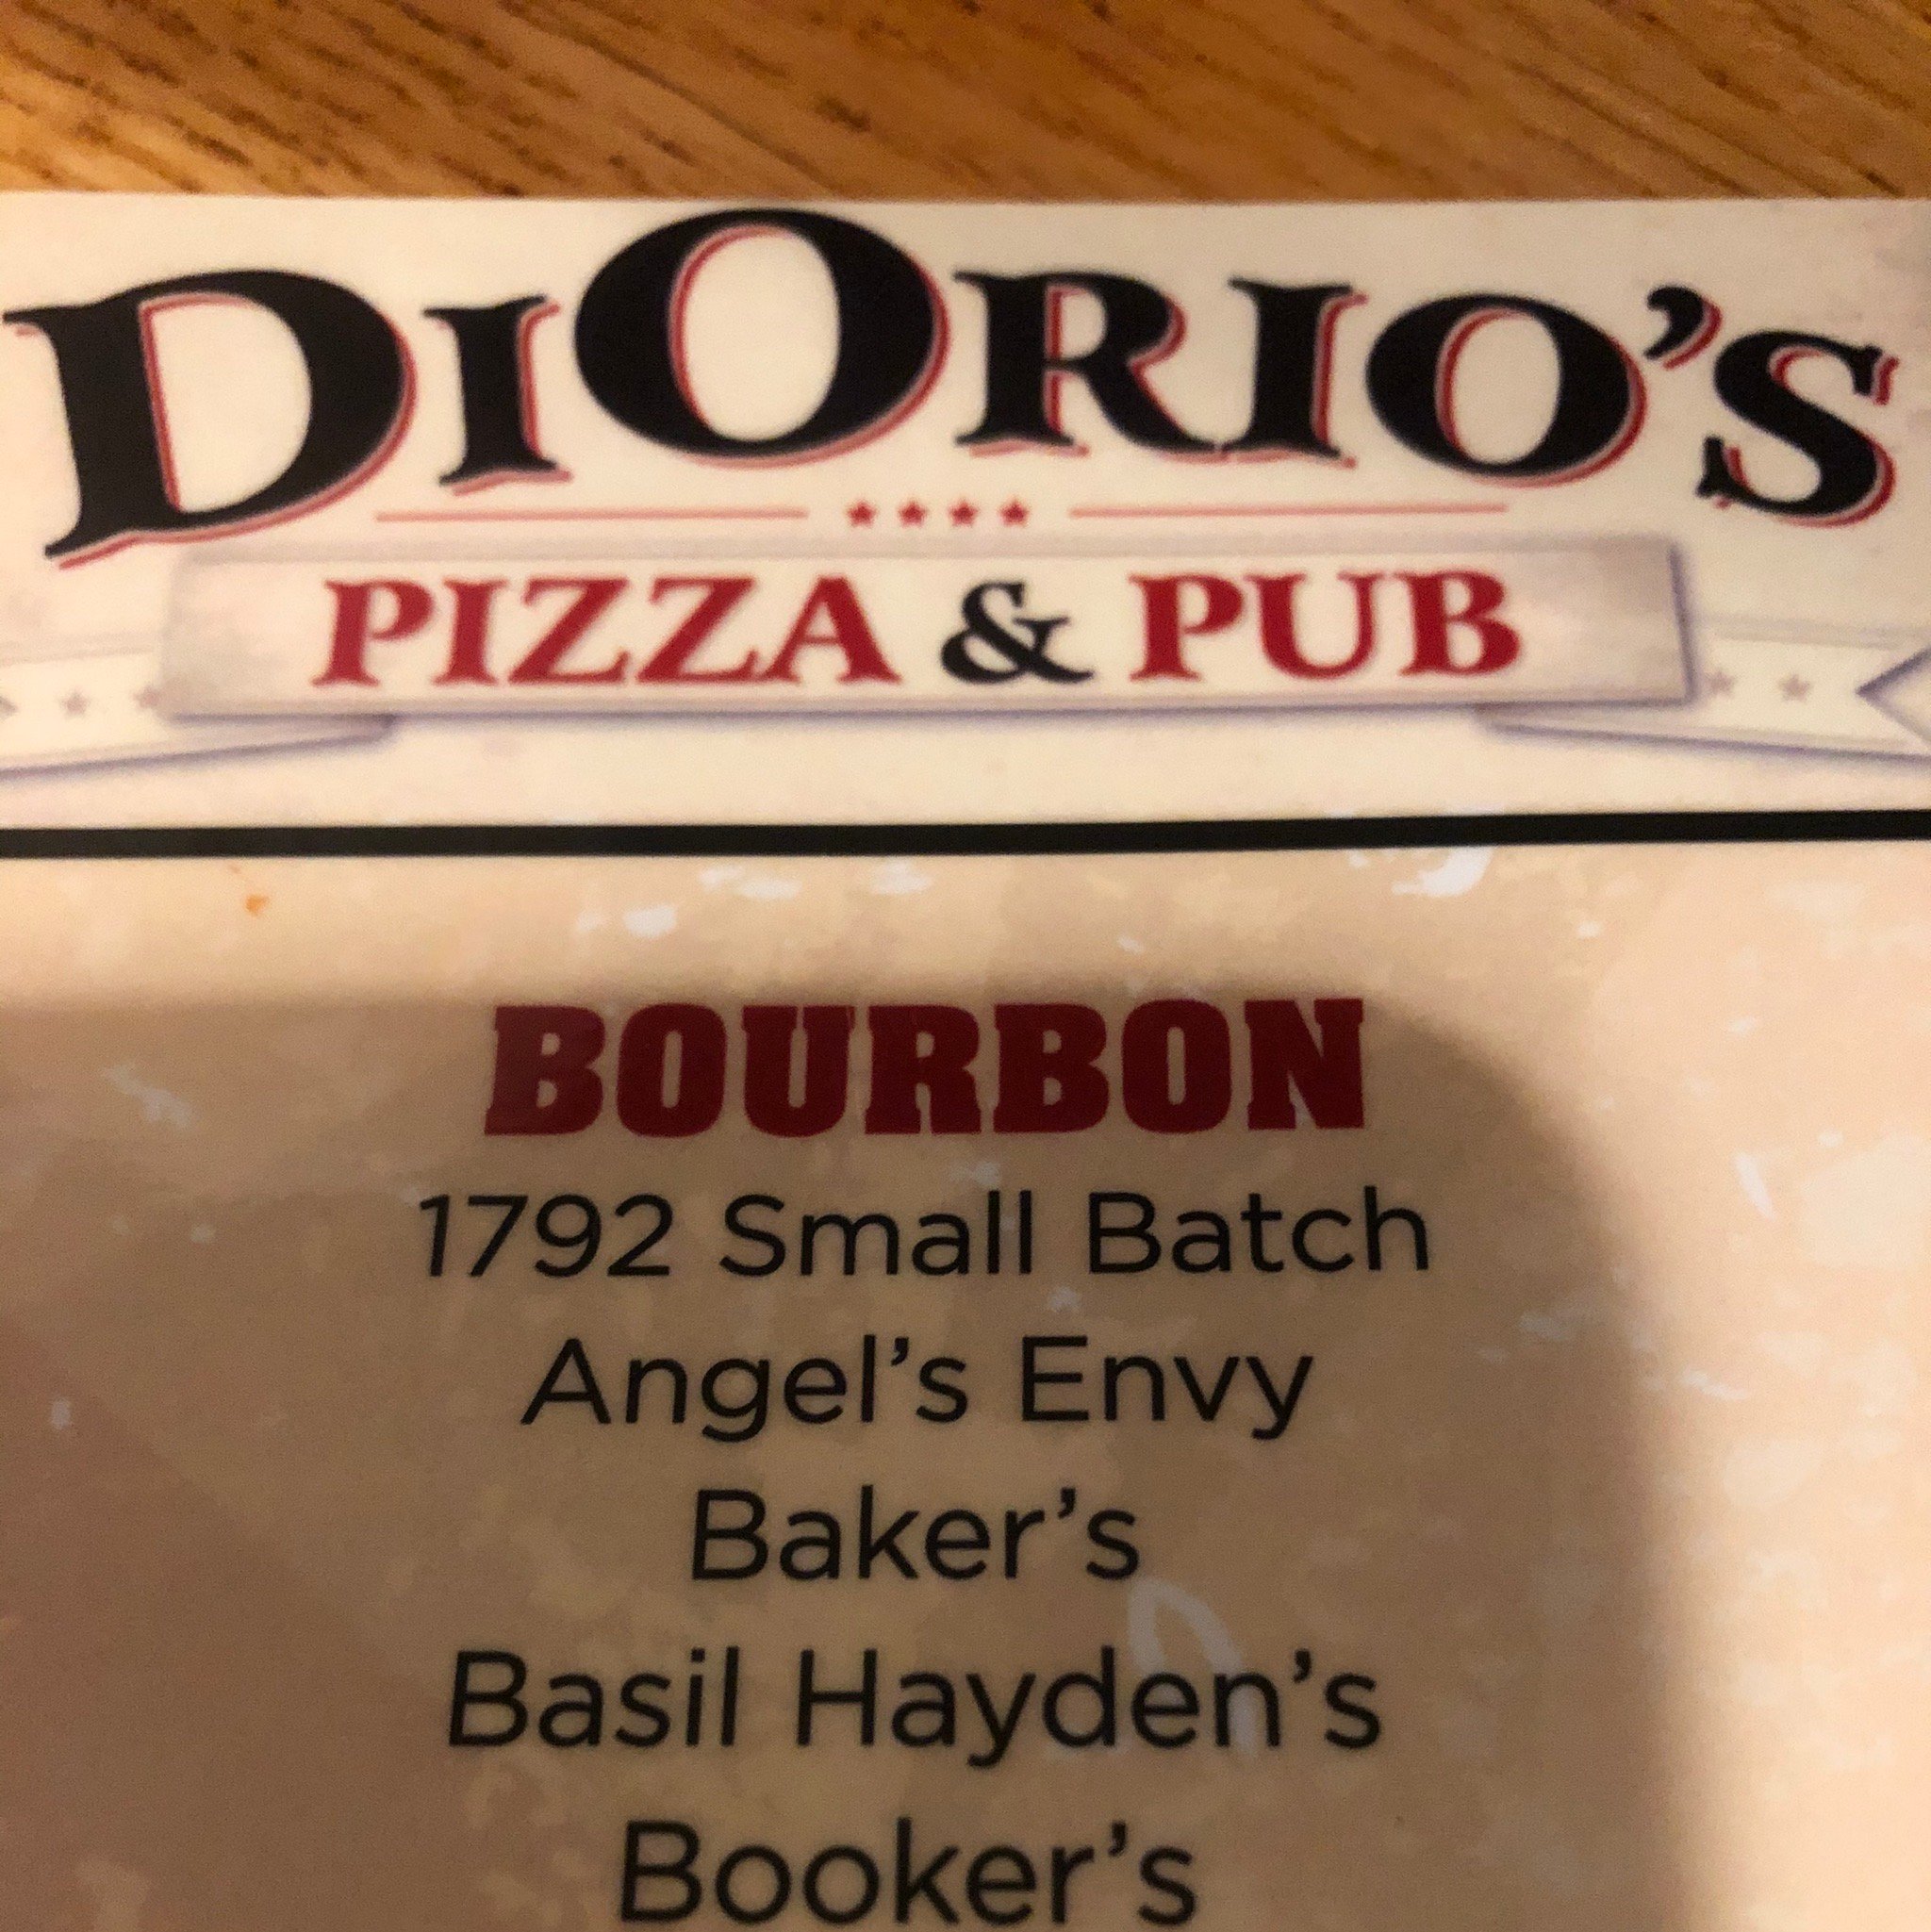 DIORIO’S
PIZZA & PUB
BOURBON
1792 Small Batch
Angel’s Envy
Baker’s
Basil Hayden’s
Booker’s